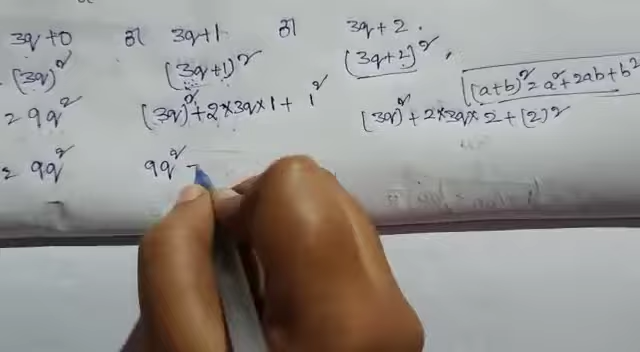 3q+0 या 3q+1 या 3q+2.
(3q)² (3q+1)² (3q+2)²,
(a+b)² = a²+2ab+b²
= 9q² (3q)²+2×3q×1+1² (3q)²+2×3q×2+(2)²
= 9q² 9q²